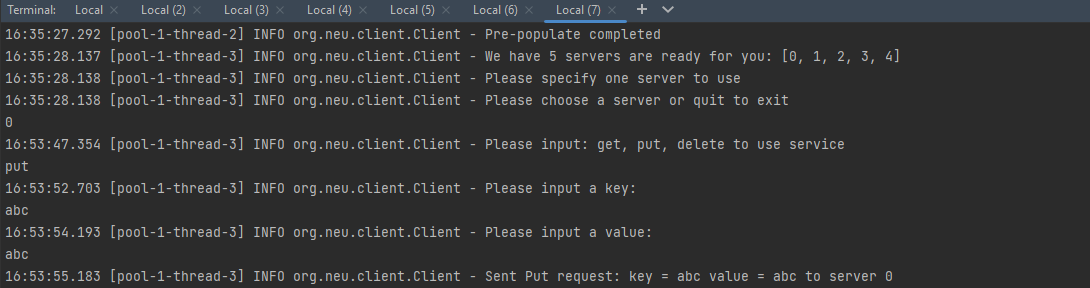 Terminal: Local × Local (2) × Local (3) × Local (4) × Local (5) × Local (6) × Local (7) × +
16:35:27.292 [pool-1-thread-2] INFO org.neu.client.Client - Pre-populate completed
16:35:28.137 [pool-1-thread-3] INFO org.neu.client.Client - We have 5 servers are ready for you: [0, 1, 2, 3, 4]
16:35:28.138 [pool-1-thread-3] INFO org.neu.client.Client - Please specify one server to use
16:35:28.138 [pool-1-thread-3] INFO org.neu.client.Client - Please choose a server or quit to exit
0
16:53:47.354 [pool-1-thread-3] INFO org.neu.client.Client - Please input: get, put, delete to use service
put
16:53:52.703 [pool-1-thread-3] INFO org.neu.client.Client - Please input a key:
abc
16:53:54.193 [pool-1-thread-3] INFO org.neu.client.Client - Please input a value:
abc
16:53:55.183 [pool-1-thread-3] INFO org.neu.client.Client - Sent Put request: key = abc value = abc to server 0